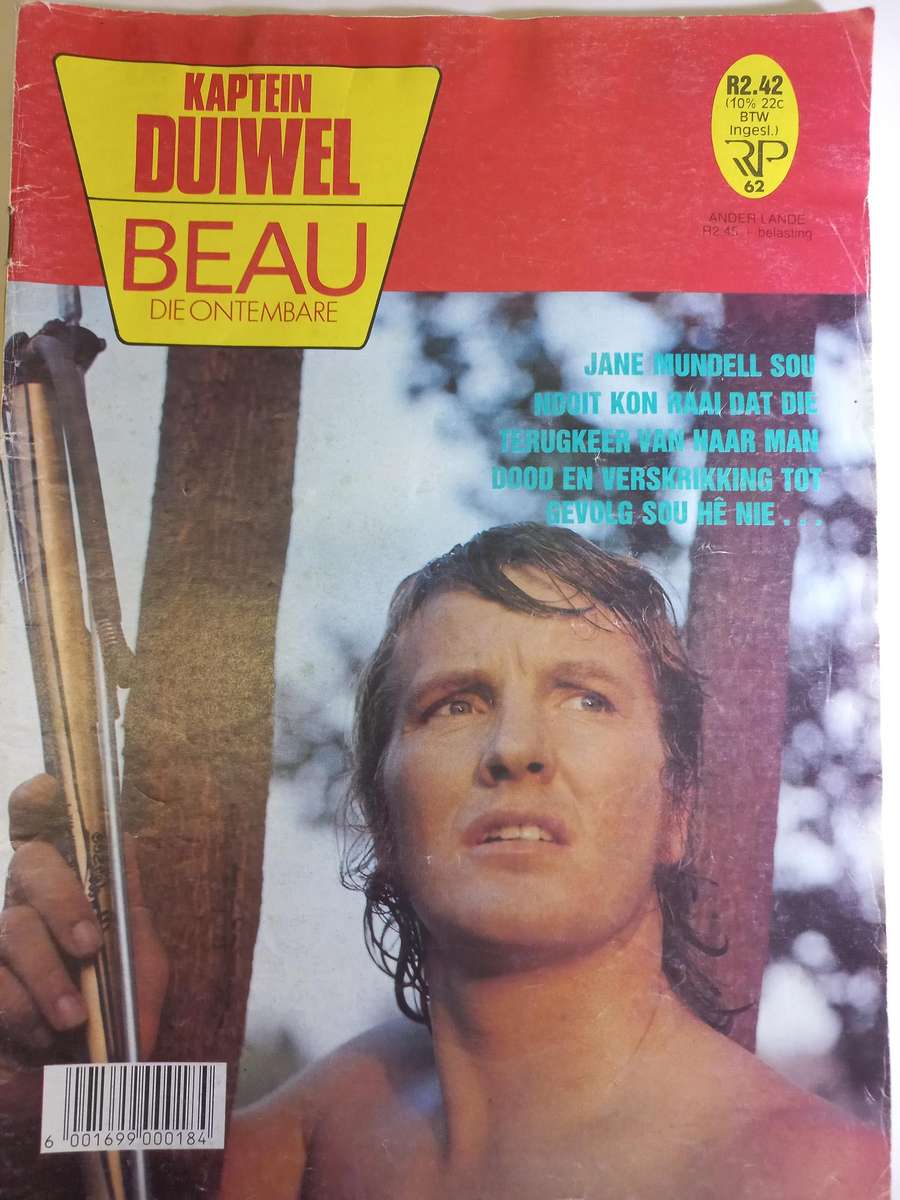 KAPTEIN
DUIWEL
BEAU
DIE ONTEMBARE
R2.42
(10% 22c
BTW
Ingesl.)
RP
62
ANDER LANDE
R2.45 + belasting
JANE MUNDELL SOU
NOOIT KON RAAI DAT DIE
TERUGKEER VAN HAAR MAN
DOOD EN VERSKRIKKING TOT
GEVOLG SOU HÊ NIE . . .
6 001699 000184